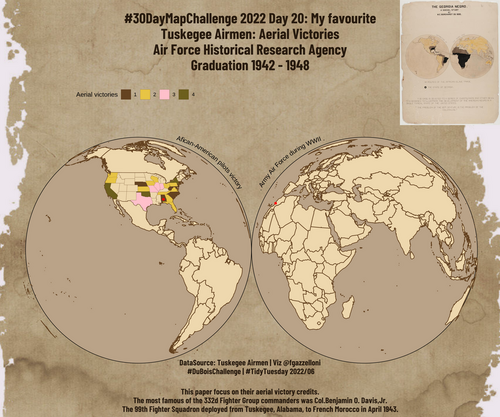 #30DayMapChallenge 2022 Day 20: My favourite
Tuskegee Airmen: Aerial Victories
Air Force Historical Research Agency
Graduation 1942 - 1948
THE GEORGIA NEGRO
Aerial victories 1 2 3 4
African-American pilots victory
Army Air Force during WWII
DataSource: Tuskegee Airmen | Viz @fgazzelloni
#DuBoisChallenge | #TidyTuesday 2022/06
This paper focus on their aerial victory credits.
The most famous of the 332d Fighter Group commanders was Col.Benjamin O. Davis,Jr.
The 99th Fighter Squadron deployed from Tuskegee, Alabama, to French Morocco in April 1943.